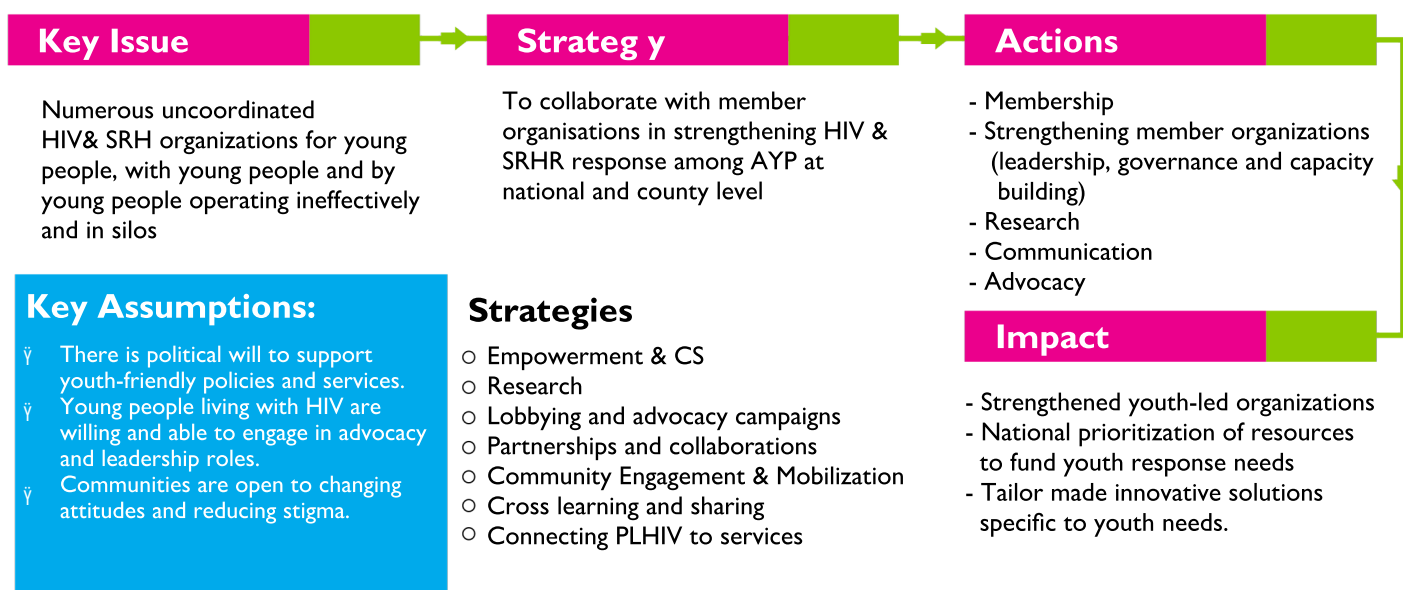 Key Issue
Numerous uncoordinated
HIV& SRH organizations for young
people, with young people and by
young people operating ineffectively
and in silos
Strateg y
To collaborate with member
organisations in strengthening HIV &
SRHR response among AYP at
national and county level
Actions
- Membership
- Strengthening member organizations
(leadership, governance and capacity
building)
- Research
- Communication
- Advocacy
Key Assumptions:
Ÿ There is political will to support
youth-friendly policies and services.
Ÿ Young people living with HIV are
willing and able to engage in advocacy
and leadership roles.
Ÿ Communities are open to changing
attitudes and reducing stigma.
Strategies
○ Empowerment & CS
○ Research
○ Lobbying and advocacy campaigns
○ Partnerships and collaborations
○ Community Engagement & Mobilization
○ Cross learning and sharing
○ Connecting PLHIV to services
Impact
- Strengthened youth-led organizations
- National prioritization of resources
to fund youth response needs
- Tailor made innovative solutions
specific to youth needs.